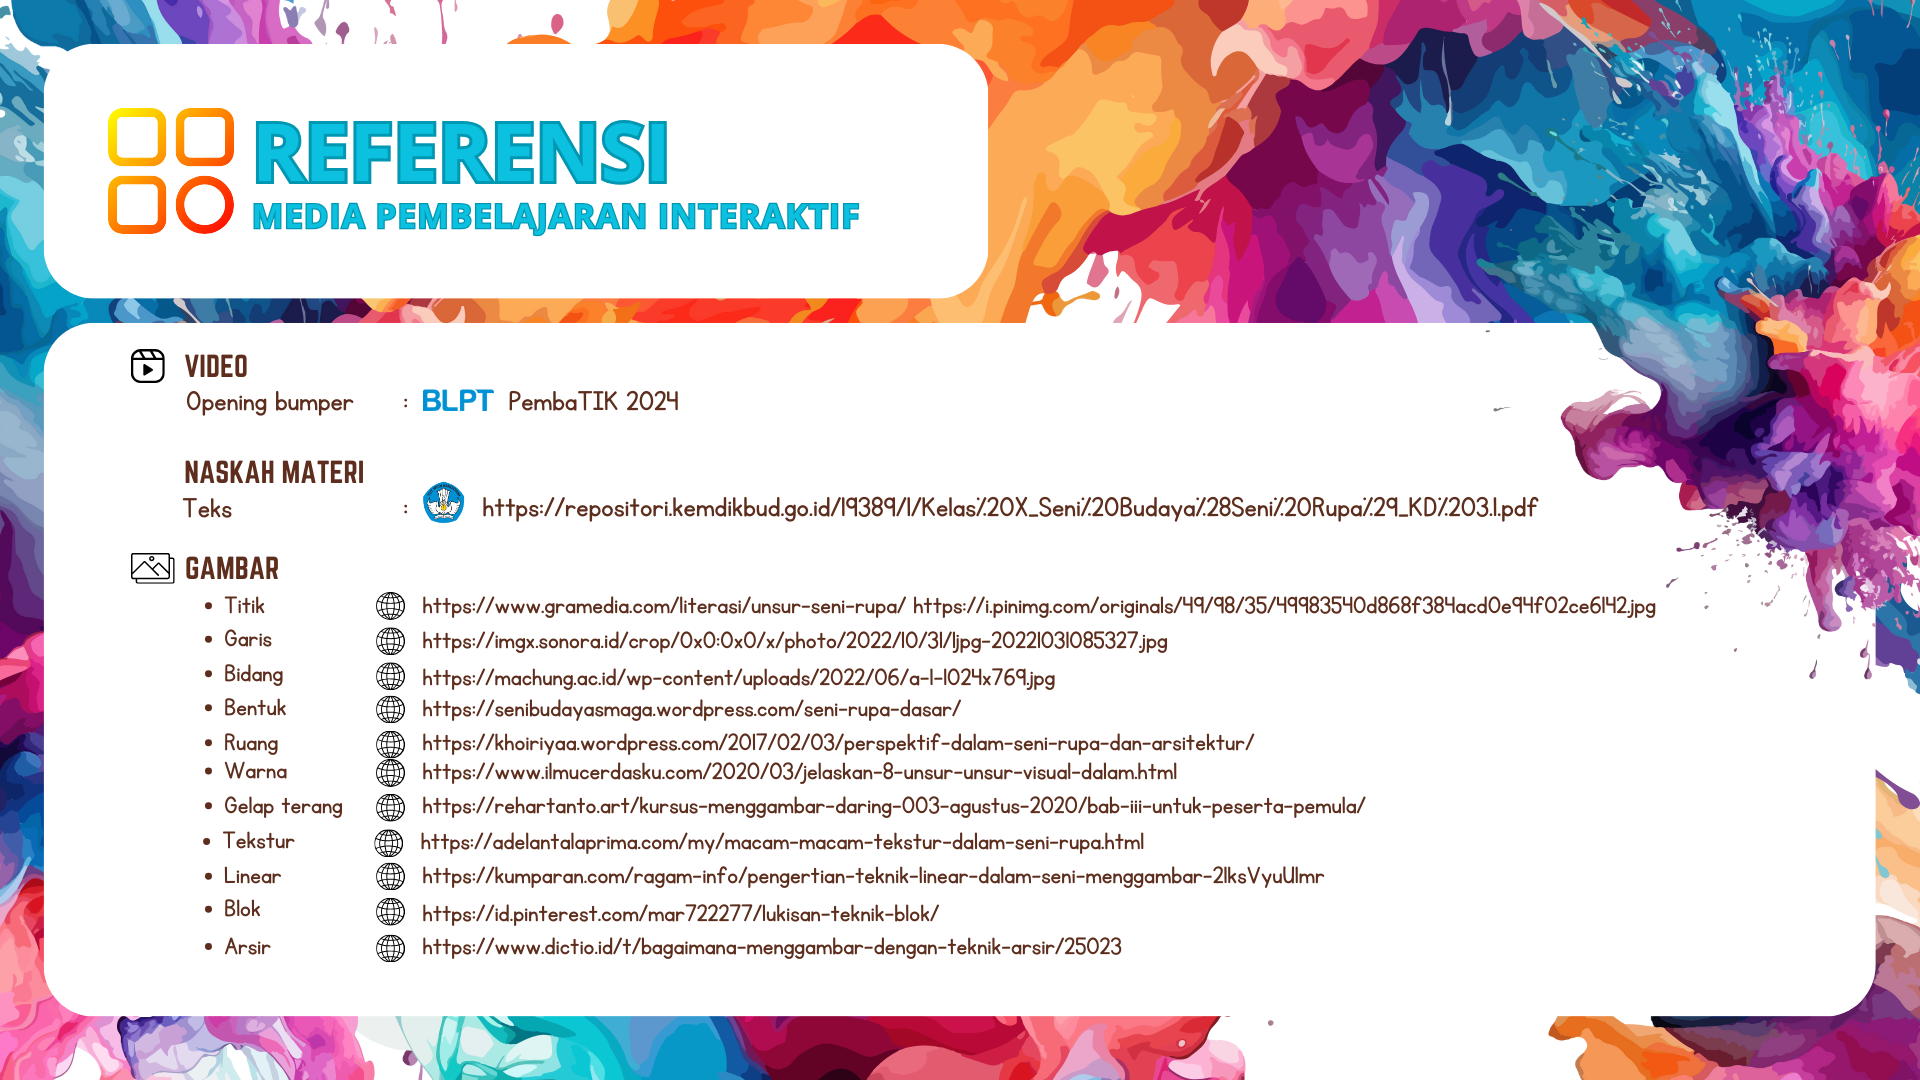 REFERENSI
MEDIA PEMBELAJARAN INTERAKTIF
VIDEO
Opening bumper : BLPT PembaTIK 2024
NASKAH MATERI
Teks : https://repositori.kemdikbud.go.id/19389/1/Kelas%20X_Seni%20Budaya%28Seni%20Rupa%29_KD%203.1.pdf
GAMBAR
• Titik https://www.gramedia.com/literasi/unsur-seni-rupa/ https://i.pinimg.com/originals/49/98/35/49983540d868f384acd0e94f02ce6142.jpg
• Garis https://imgx.sonora.id/crop/0x0:0x0/x/photo/2022/10/31/1jpg-20221031085327.jpg
• Bidang https://machung.ac.id/wp-content/uploads/2022/06/a-1-1024x769.jpg
• Bentuk https://senibudayasmaga.wordpress.com/seni-rupa-dasar/
• Ruang https://khoiriyaa.wordpress.com/2017/02/03/perspektif-dalam-seni-rupa-dan-arsitektur/
• Warna https://www.ilmucerdasku.com/2020/03/jelaskan-8-unsur-unsur-visual-dalam.html
• Gelap terang https://rehartanto.art/kursus-menggambar-daring-003-agustus-2020/bab-iii-untuk-peserta-pemula/
• Tekstur https://adelantalaprima.com/my/macam-macam-tekstur-dalam-seni-rupa.html
• Linear https://kumparan.com/ragam-info/pengertian-teknik-linear-dalam-seni-menggambar-21ksVyuU1mr
• Blok https://id.pinterest.com/mar722277/lukisan-teknik-blok/
• Arsir https://www.dictio.id/t/bagaimana-menggambar-dengan-teknik-arsir/25023